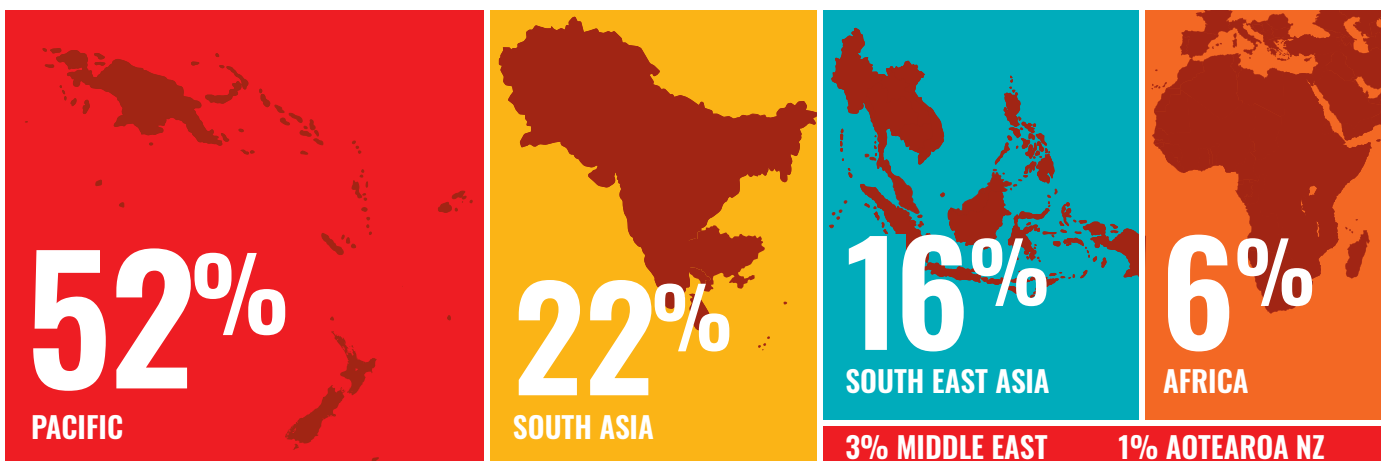 52%
PACIFIC
22%
SOUTH ASIA
16%
SOUTH EAST ASIA
6%
AFRICA
3% MIDDLE EAST
1% AOTEAROA NZ